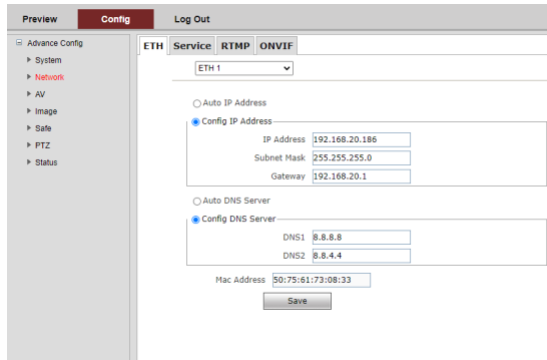 Preview Config Log Out
Advance Config
System
Network
AV
Image
Safe
PTZ
Status
ETH Service RTMP ONVIF
ETH 1
Auto IP Address
Config IP Address
IP Address 192.168.20.186
Subnet Mask 255.255.255.0
Gateway 192.168.20.1
Auto DNS Server
Config DNS Server
DNS1 8.8.8.8
DNS2 8.8.4.4
Mac Address 50:75:61:73:08:33
Save